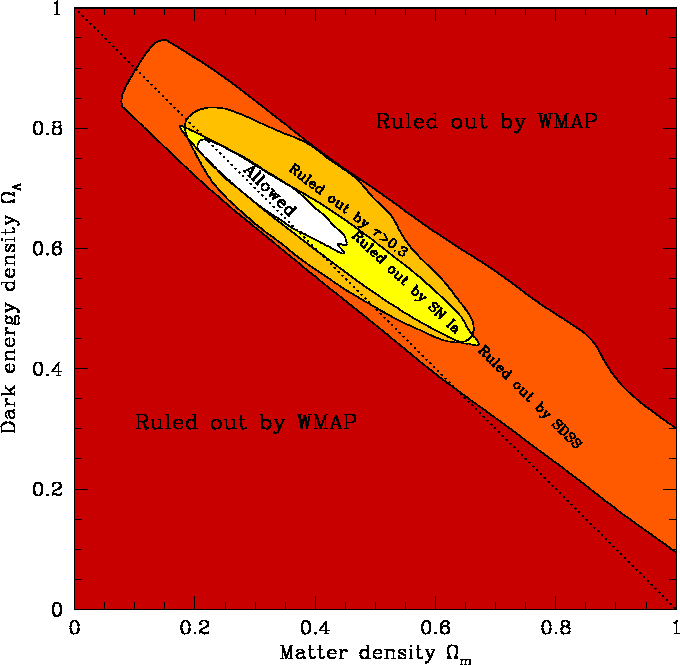 1
0.8
0.6
0.4
0.2
0
Dark energy density Ω_Λ
Ruled out by WMAP
Ruled out by τ>0.3
Allowed
Ruled out by SN Ia
Ruled out by SDSS
Ruled out by WMAP
0 0.2 0.4 0.6 0.8 1
Matter density Ω_m